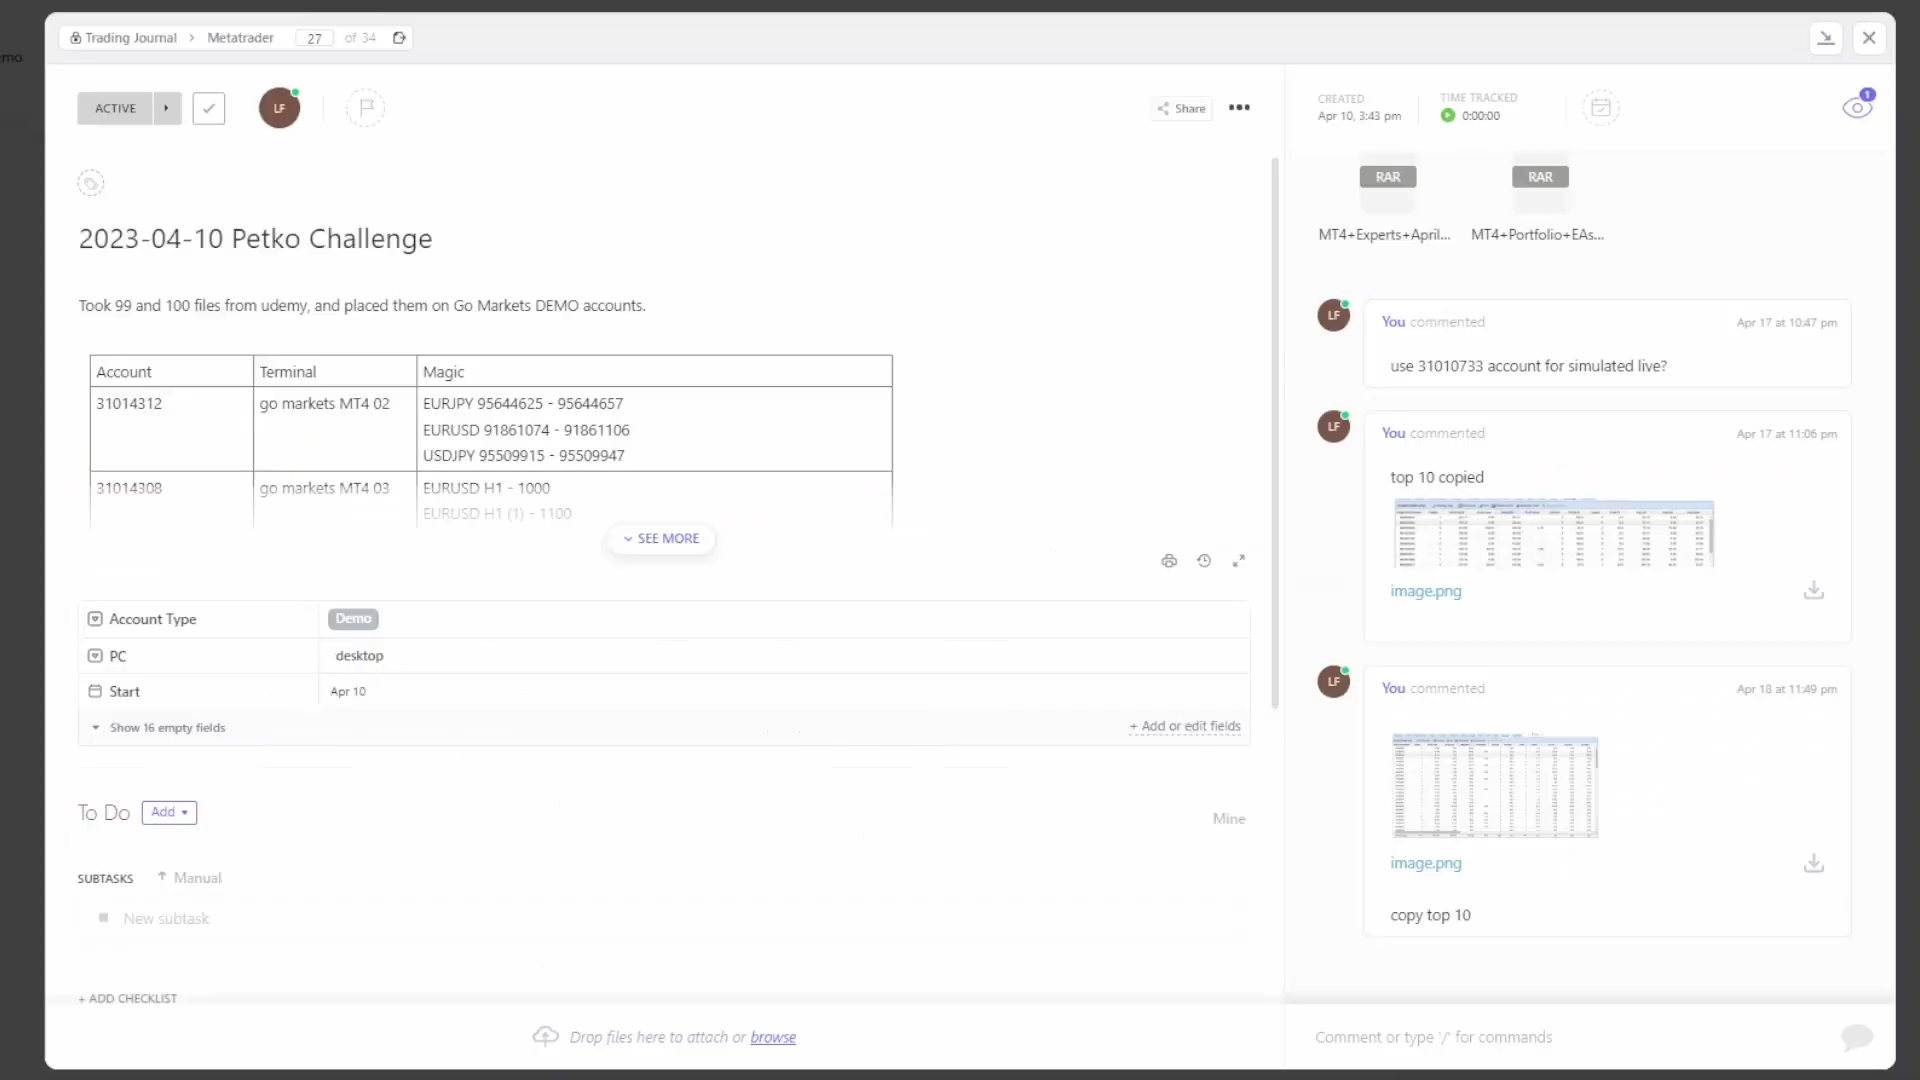 mo
Trading Journal > Metatrader 27 of 34
ACTIVE
LF
Share
CREATED
Apr 10, 3:43 pm
TIME TRACKED
0:00:00
1
2023-04-10 Petko Challenge
Took 99 and 100 files from udemy, and placed them on Go Markets DEMO accounts.
Account Terminal Magic
31014312 go markets MT4 02 EURJPY 95644625 - 95644657
EURUSD 91861074 - 91861106
USDJPY 95509915 - 95509947
31014308 go markets MT4 03 EURUSD H1 - 1000
EURUSD H1 (1) - 1100
SEE MORE
Account Type Demo
PC desktop
Start Apr 10
Show 16 empty fields
+ Add or edit fields
To Do Add
Mine
SUBTASKS Manual
New subtask
+ ADD CHECKLIST
Drop files here to attach or browse
RAR RAR
MT4+Experts+April... MT4+Portfolio+EAs...
LF
You commented Apr 17 at 10:47 pm
use 31010733 account for simulated live?
LF
You commented Apr 17 at 11:06 pm
top 10 copied
image.png
LF
You commented Apr 18 at 11:49 pm
image.png
copy top 10
Comment or type '/' for commands